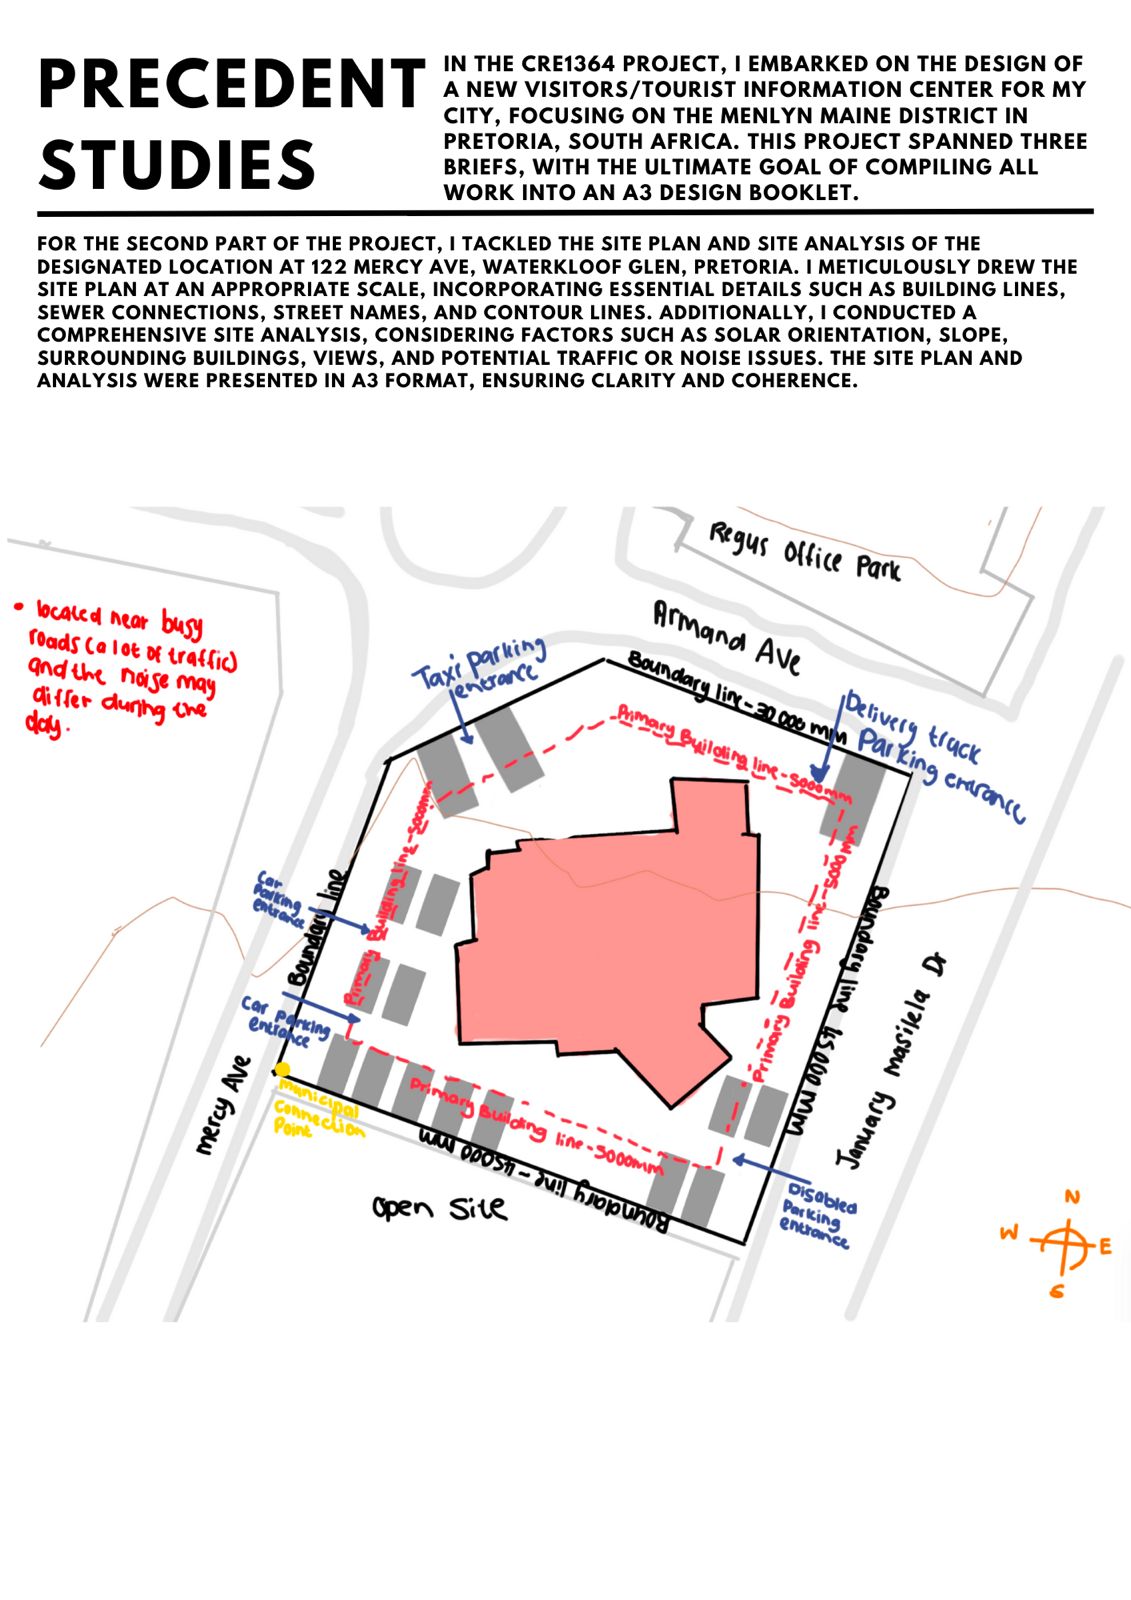 PRECEDENT
STUDIES
IN THE CRE1364 PROJECT, I EMBARKED ON THE DESIGN OF
A NEW VISITORS/TOURIST INFORMATION CENTER FOR MY
CITY, FOCUSING ON THE MENLYN MAINE DISTRICT IN
PRETORIA, SOUTH AFRICA. THIS PROJECT SPANNED THREE
BRIEFS, WITH THE ULTIMATE GOAL OF COMPILING ALL
WORK INTO AN A3 DESIGN BOOKLET.
FOR THE SECOND PART OF THE PROJECT, I TACKLED THE SITE PLAN AND SITE ANALYSIS OF THE
DESIGNATED LOCATION AT 122 MERCY AVE, WATERKLOOF GLEN, PRETORIA. I METICULOUSLY DREW THE
SITE PLAN AT AN APPROPRIATE SCALE, INCORPORATING ESSENTIAL DETAILS SUCH AS BUILDING LINES,
SEWER CONNECTIONS, STREET NAMES, AND CONTOUR LINES. ADDITIONALLY, I CONDUCTED A
COMPREHENSIVE SITE ANALYSIS, CONSIDERING FACTORS SUCH AS SOLAR ORIENTATION, SLOPE,
SURROUNDING BUILDINGS, VIEWS, AND POTENTIAL TRAFFIC OR NOISE ISSUES. THE SITE PLAN AND
ANALYSIS WERE PRESENTED IN A3 FORMAT, ENSURING CLARITY AND COHERENCE.
Regus Office Park
• located near busy
roads (a lot of traffic)
and the noise may
differ during the
day.
Armand Ave
Taxi parking
entrance
Boundary line - 30 000 mm
Delivery track
Parking entrance
Primary Building line - 5000mm
Primary Building line - 5000mm
Car
Parking
entrance
Boundary line
Primary Building line - 5000mm
Boundary line 45000 MM
January Masilela Dr
Car Parking
entrance
Mercy Ave
municipal
Connection
Point
Primary Building line - 5000mm
Boundary line - 45000 mm
Open Site
Disabled
Parking
entrance
N
W
E
S